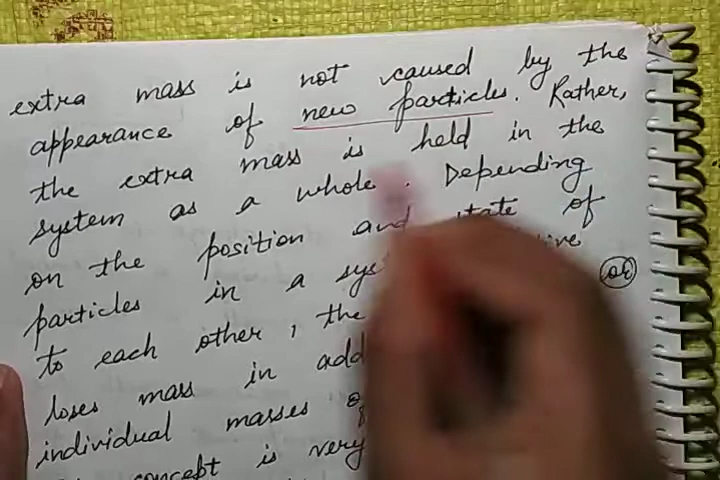 extra mass is not caused by the
appearance of new particles. Rather,
the extra mass is held in the
system as a whole. Depending
on the position and state of
particles in a
to each other, the or
loses mass in
individual masses
concept is very